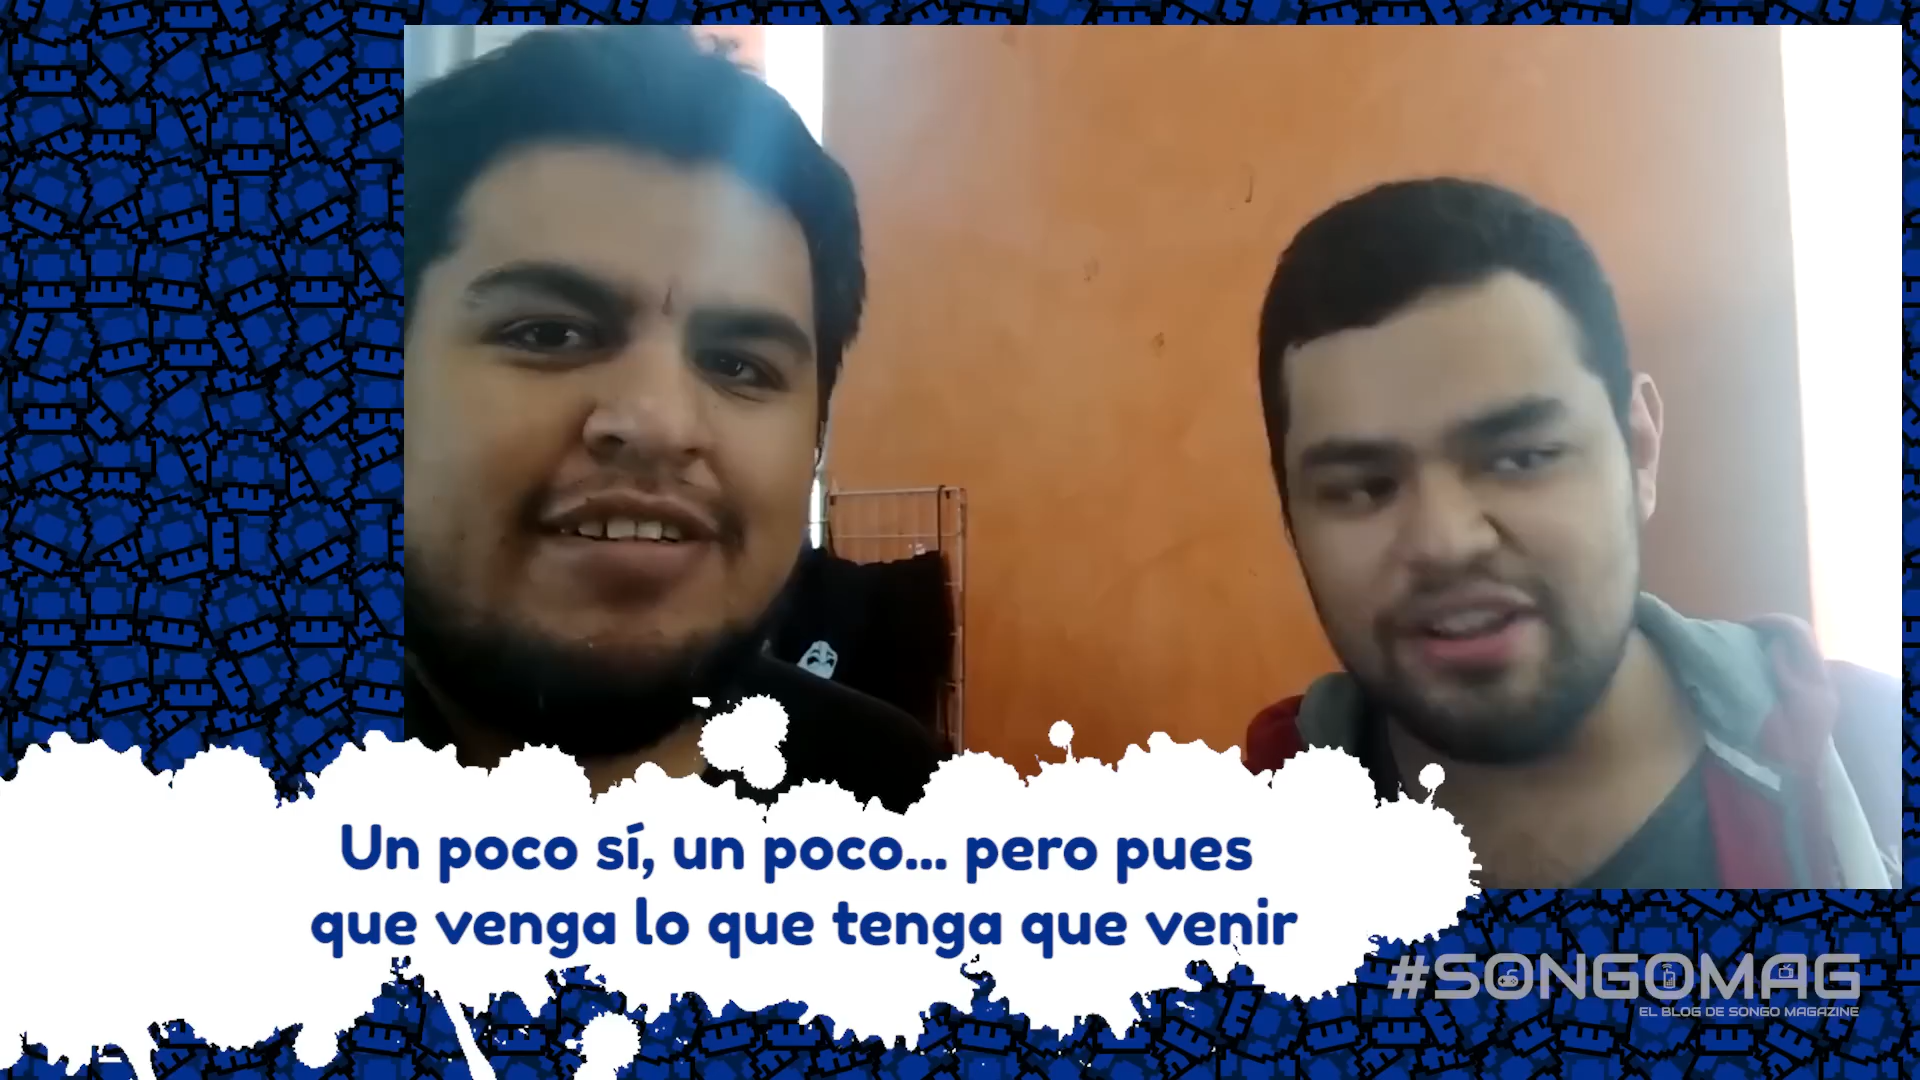 Un poco sí, un poco... pero pues
que venga lo que tenga que venir
#SONGOMAG
EL BLOG DE SONGO MAGAZINE